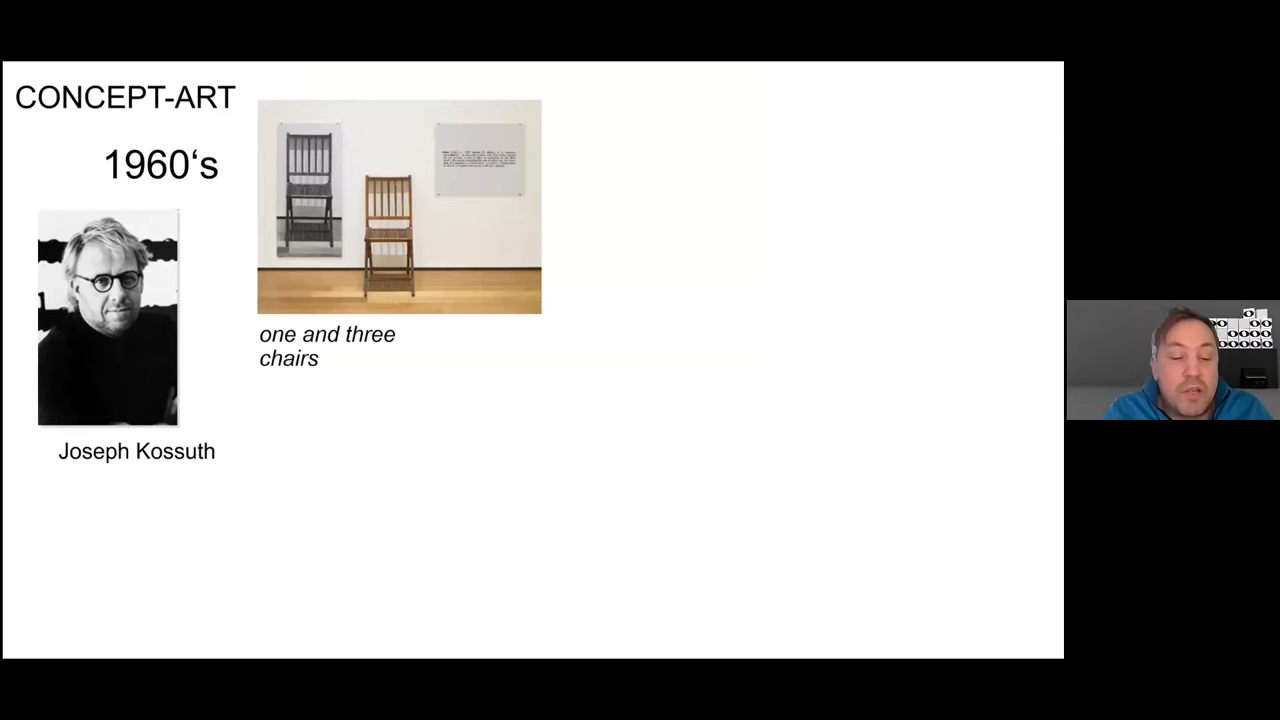 CONCEPT-ART
1960‘s
one and three
chairs
Joseph Kossuth